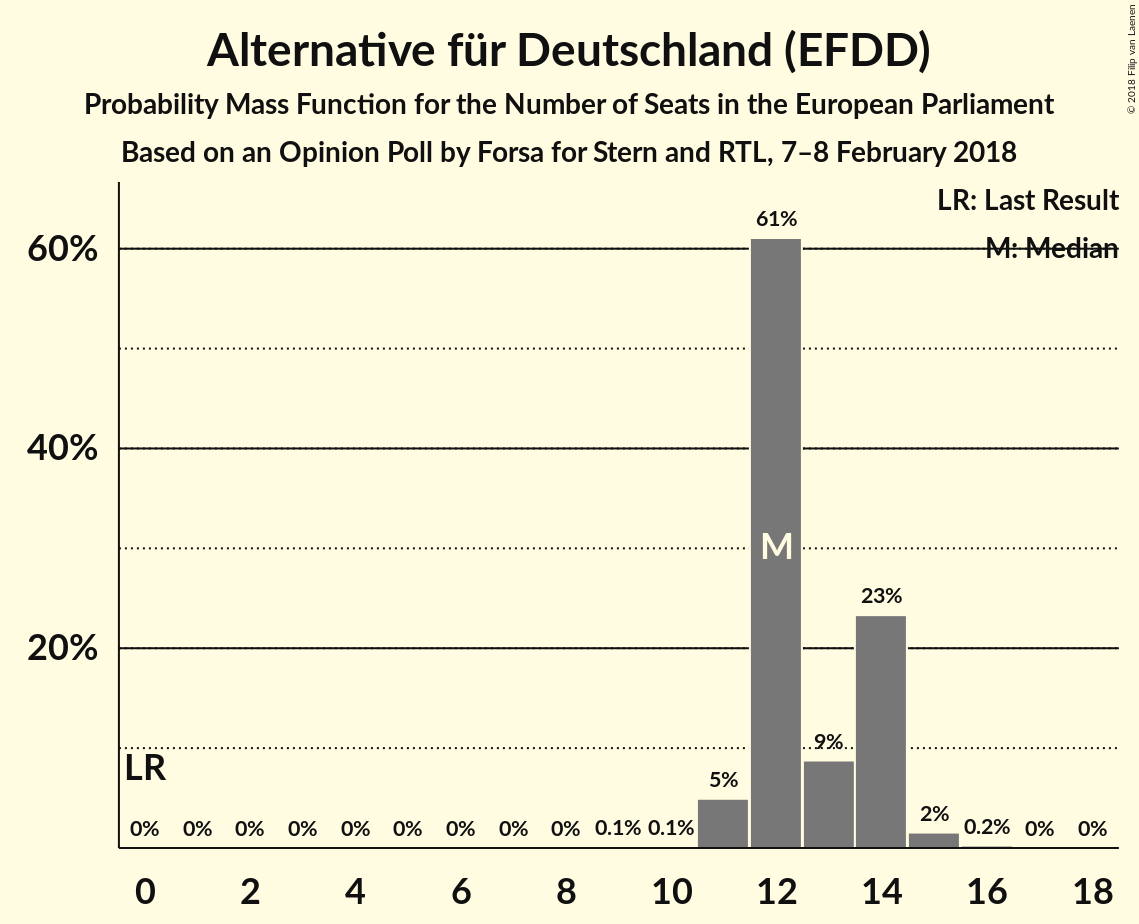 Alternative für Deutschland (EFDD)
Probability Mass Function for the Number of Seats in the European Parliament
Based on an Opinion Poll by Forsa for Stern and RTL, 7–8 February 2018
© 2018 Filip van Laenen
LR: Last Result
M: Median
60%
40%
20%
61%
M
23%
9%
5%
2%
LR
0% 0% 0% 0% 0% 0% 0% 0% 0% 0.1% 0.1% 0.2% 0% 0%
0 2 4 6 8 10 12 14 16 18